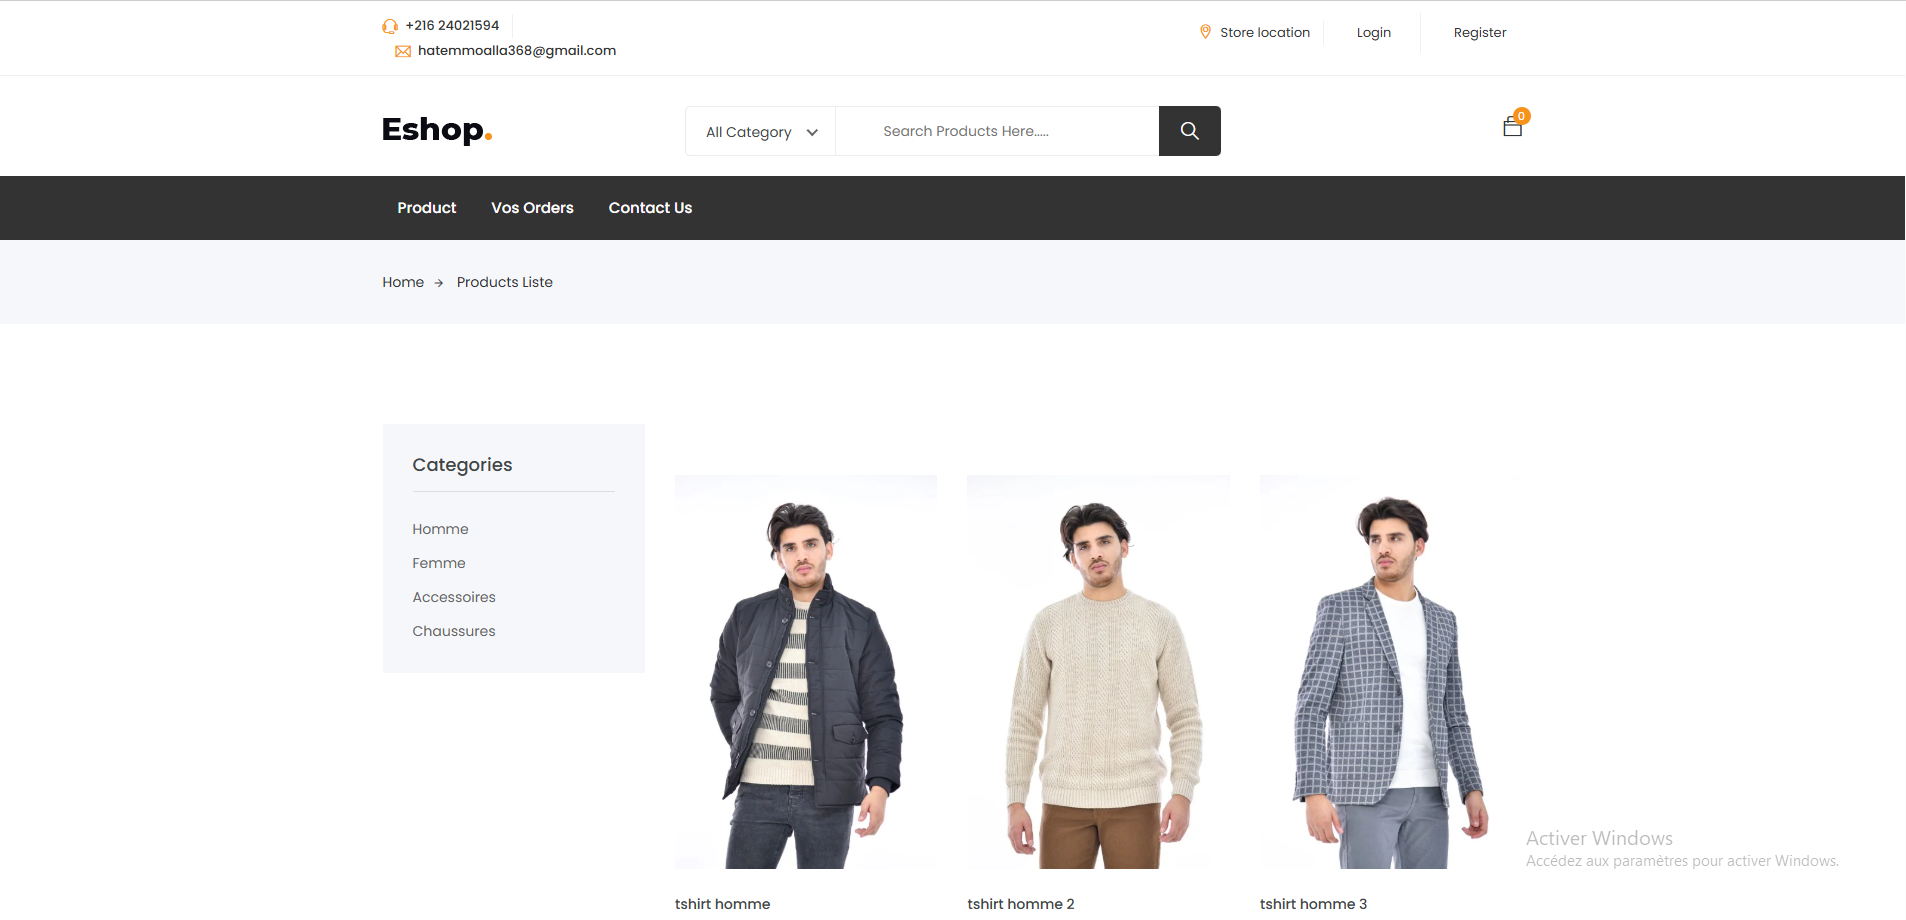 +216 24021594
hatemmoalla368@gmail.com
Store location
Login
Register
Eshop.
All Category
Search Products Here.....
0
Product
Vos Orders
Contact Us
Home → Products Liste
Categories
Homme
Femme
Accessoires
Chaussures
tshirt homme
tshirt homme 2
tshirt homme 3
Activer Windows
Accédez aux paramètres pour activer Windows.